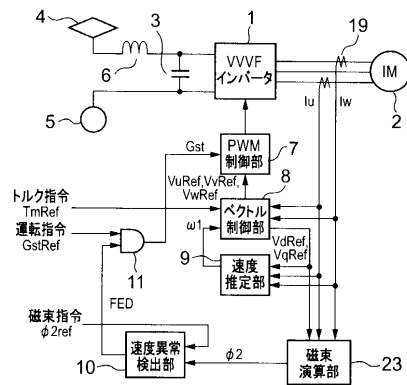 4
3
1
19
VVVF
インバータ
IM
6
2
5
Iu
Iw
Gst
PWM
制御部
7
VuRef,VvRef,
VwRef
8
トルク指令
TmRef
ベクトル
制御部
運転指令
GstRef
ω1
VdRef,
VqRef
11
9
速度
推定部
FED
磁束指令
φ2ref
速度異常
検出部
10
φ2
磁束
演算部
23